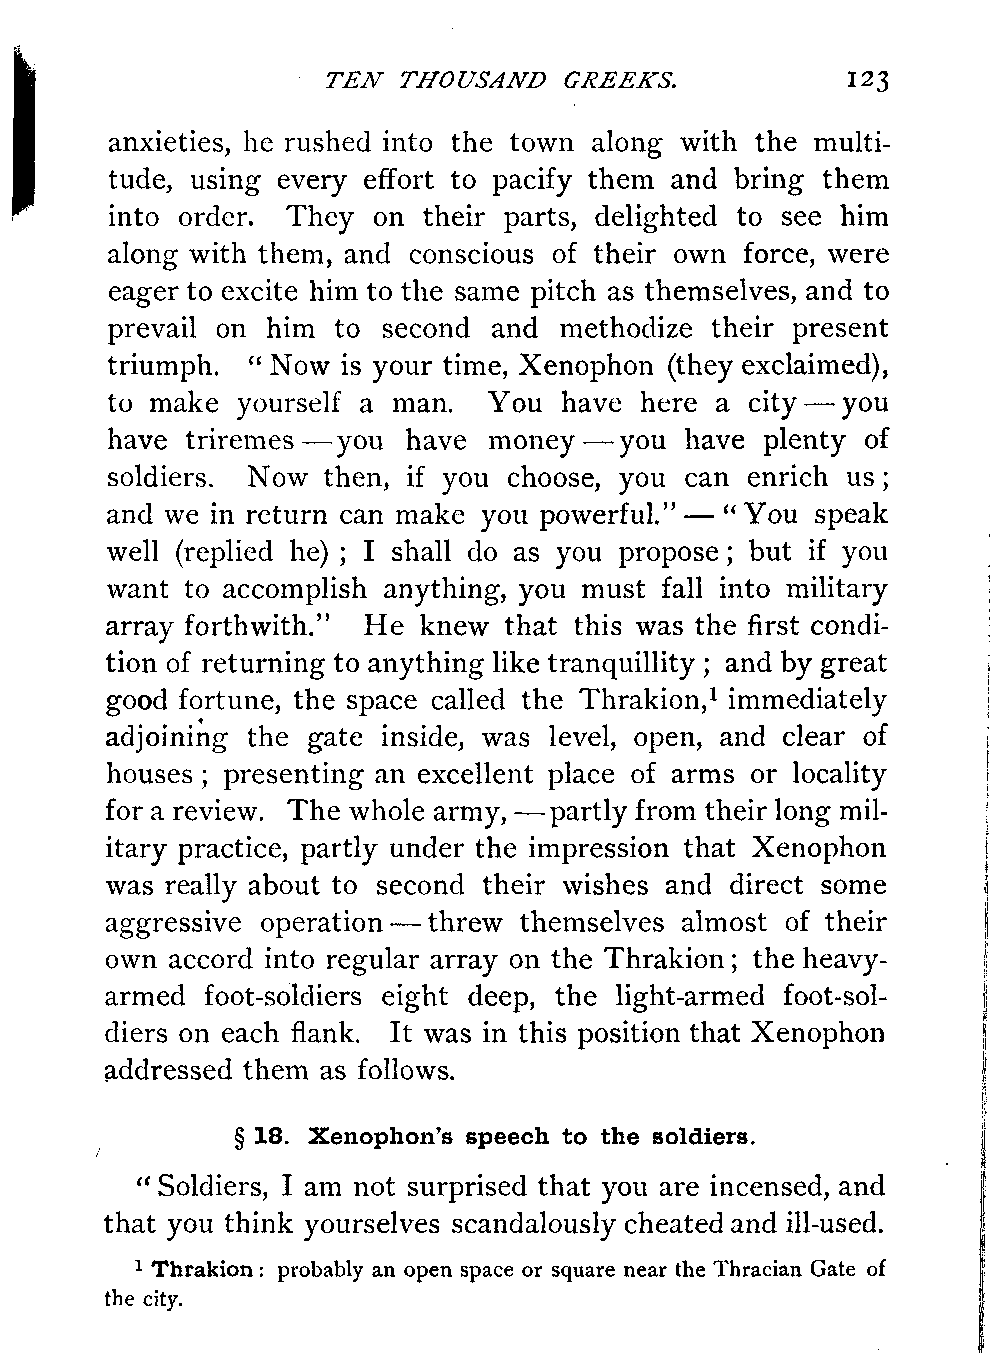 TEN THOUSAND GREEKS. 123
anxieties, he rushed into the town along with the multi-
tude, using every effort to pacify them and bring them
into order. They on their parts, delighted to see him
along with them, and conscious of their own force, were
eager to excite him to the same pitch as themselves, and to
prevail on him to second and methodize their present
triumph. “ Now is your time, Xenophon (they exclaimed),
to make yourself a man. You have here a city — you
have triremes — you have money — you have plenty of
soldiers. Now then, if you choose, you can enrich us ;
and we in return can make you powerful.” — “ You speak
well (replied he) ; I shall do as you propose ; but if you
want to accomplish anything, you must fall into military
array forthwith.” He knew that this was the first condi-
tion of returning to anything like tranquillity ; and by great
good fortune, the space called the Thrakion,¹ immediately
adjoining the gate inside, was level, open, and clear of
houses ; presenting an excellent place of arms or locality
for a review. The whole army, — partly from their long mil-
itary practice, partly under the impression that Xenophon
was really about to second their wishes and direct some
aggressive operation — threw themselves almost of their
own accord into regular array on the Thrakion ; the heavy-
armed foot-soldiers eight deep, the light-armed foot-sol-
diers on each flank. It was in this position that Xenophon
addressed them as follows.
§ 18. Xenophon’s speech to the soldiers.
“ Soldiers, I am not surprised that you are incensed, and
that you think yourselves scandalously cheated and ill-used.
¹ Thrakion : probably an open space or square near the Thracian Gate of
the city.